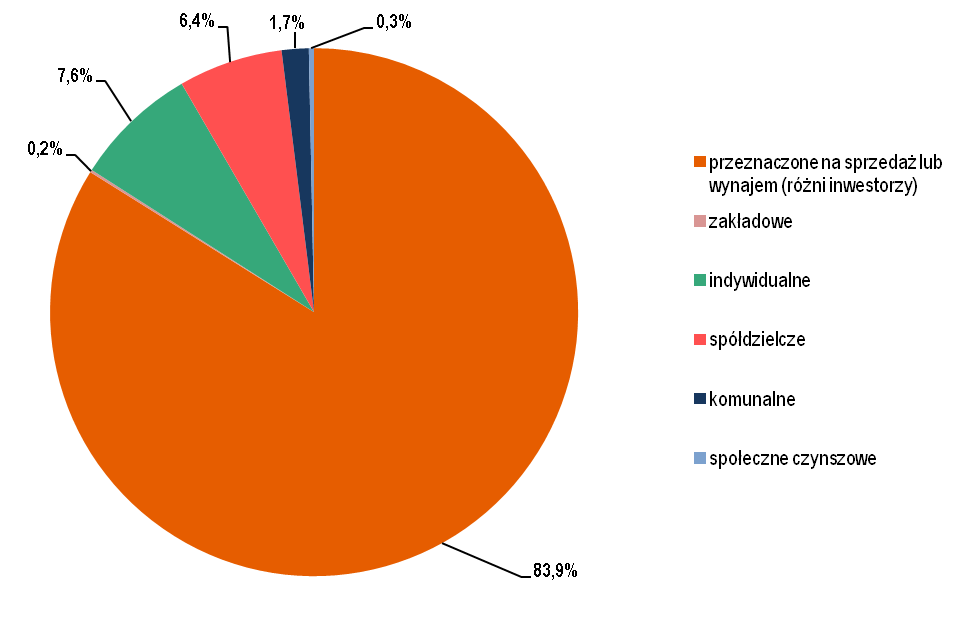 6,4%
1,7%
0,3%
7,6%
0,2%
83,9%
przeznaczone na sprzedaż lub
wynajem (różni inwestorzy)
zakładowe
indywidualne
spółdzielcze
komunalne
społeczne czynszowe